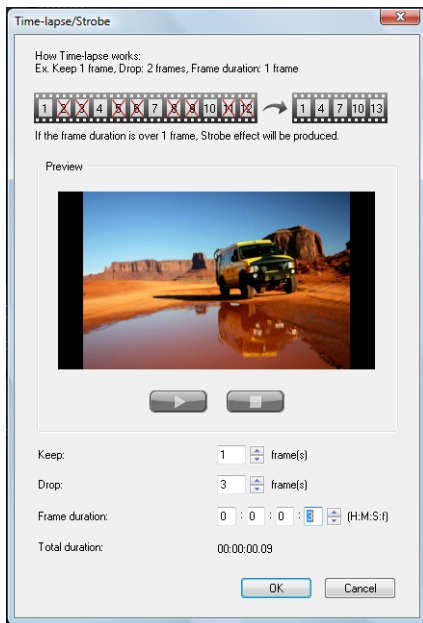 Time-lapse/Strobe
How Time-lapse works:
Ex. Keep 1 frame, Drop: 2 frames, Frame duration: 1 frame
1 2 3 4 5 6 7 8 9 10 11 12 1 4 7 10 13
If the frame duration is over 1 frame, Strobe effect will be produced.
Preview
Keep: 1 frame(s)
Drop: 3 frame(s)
Frame duration: 0 : 0 : 0 : 3 (H:M:S:f)
Total duration: 00:00:00.09
OK Cancel